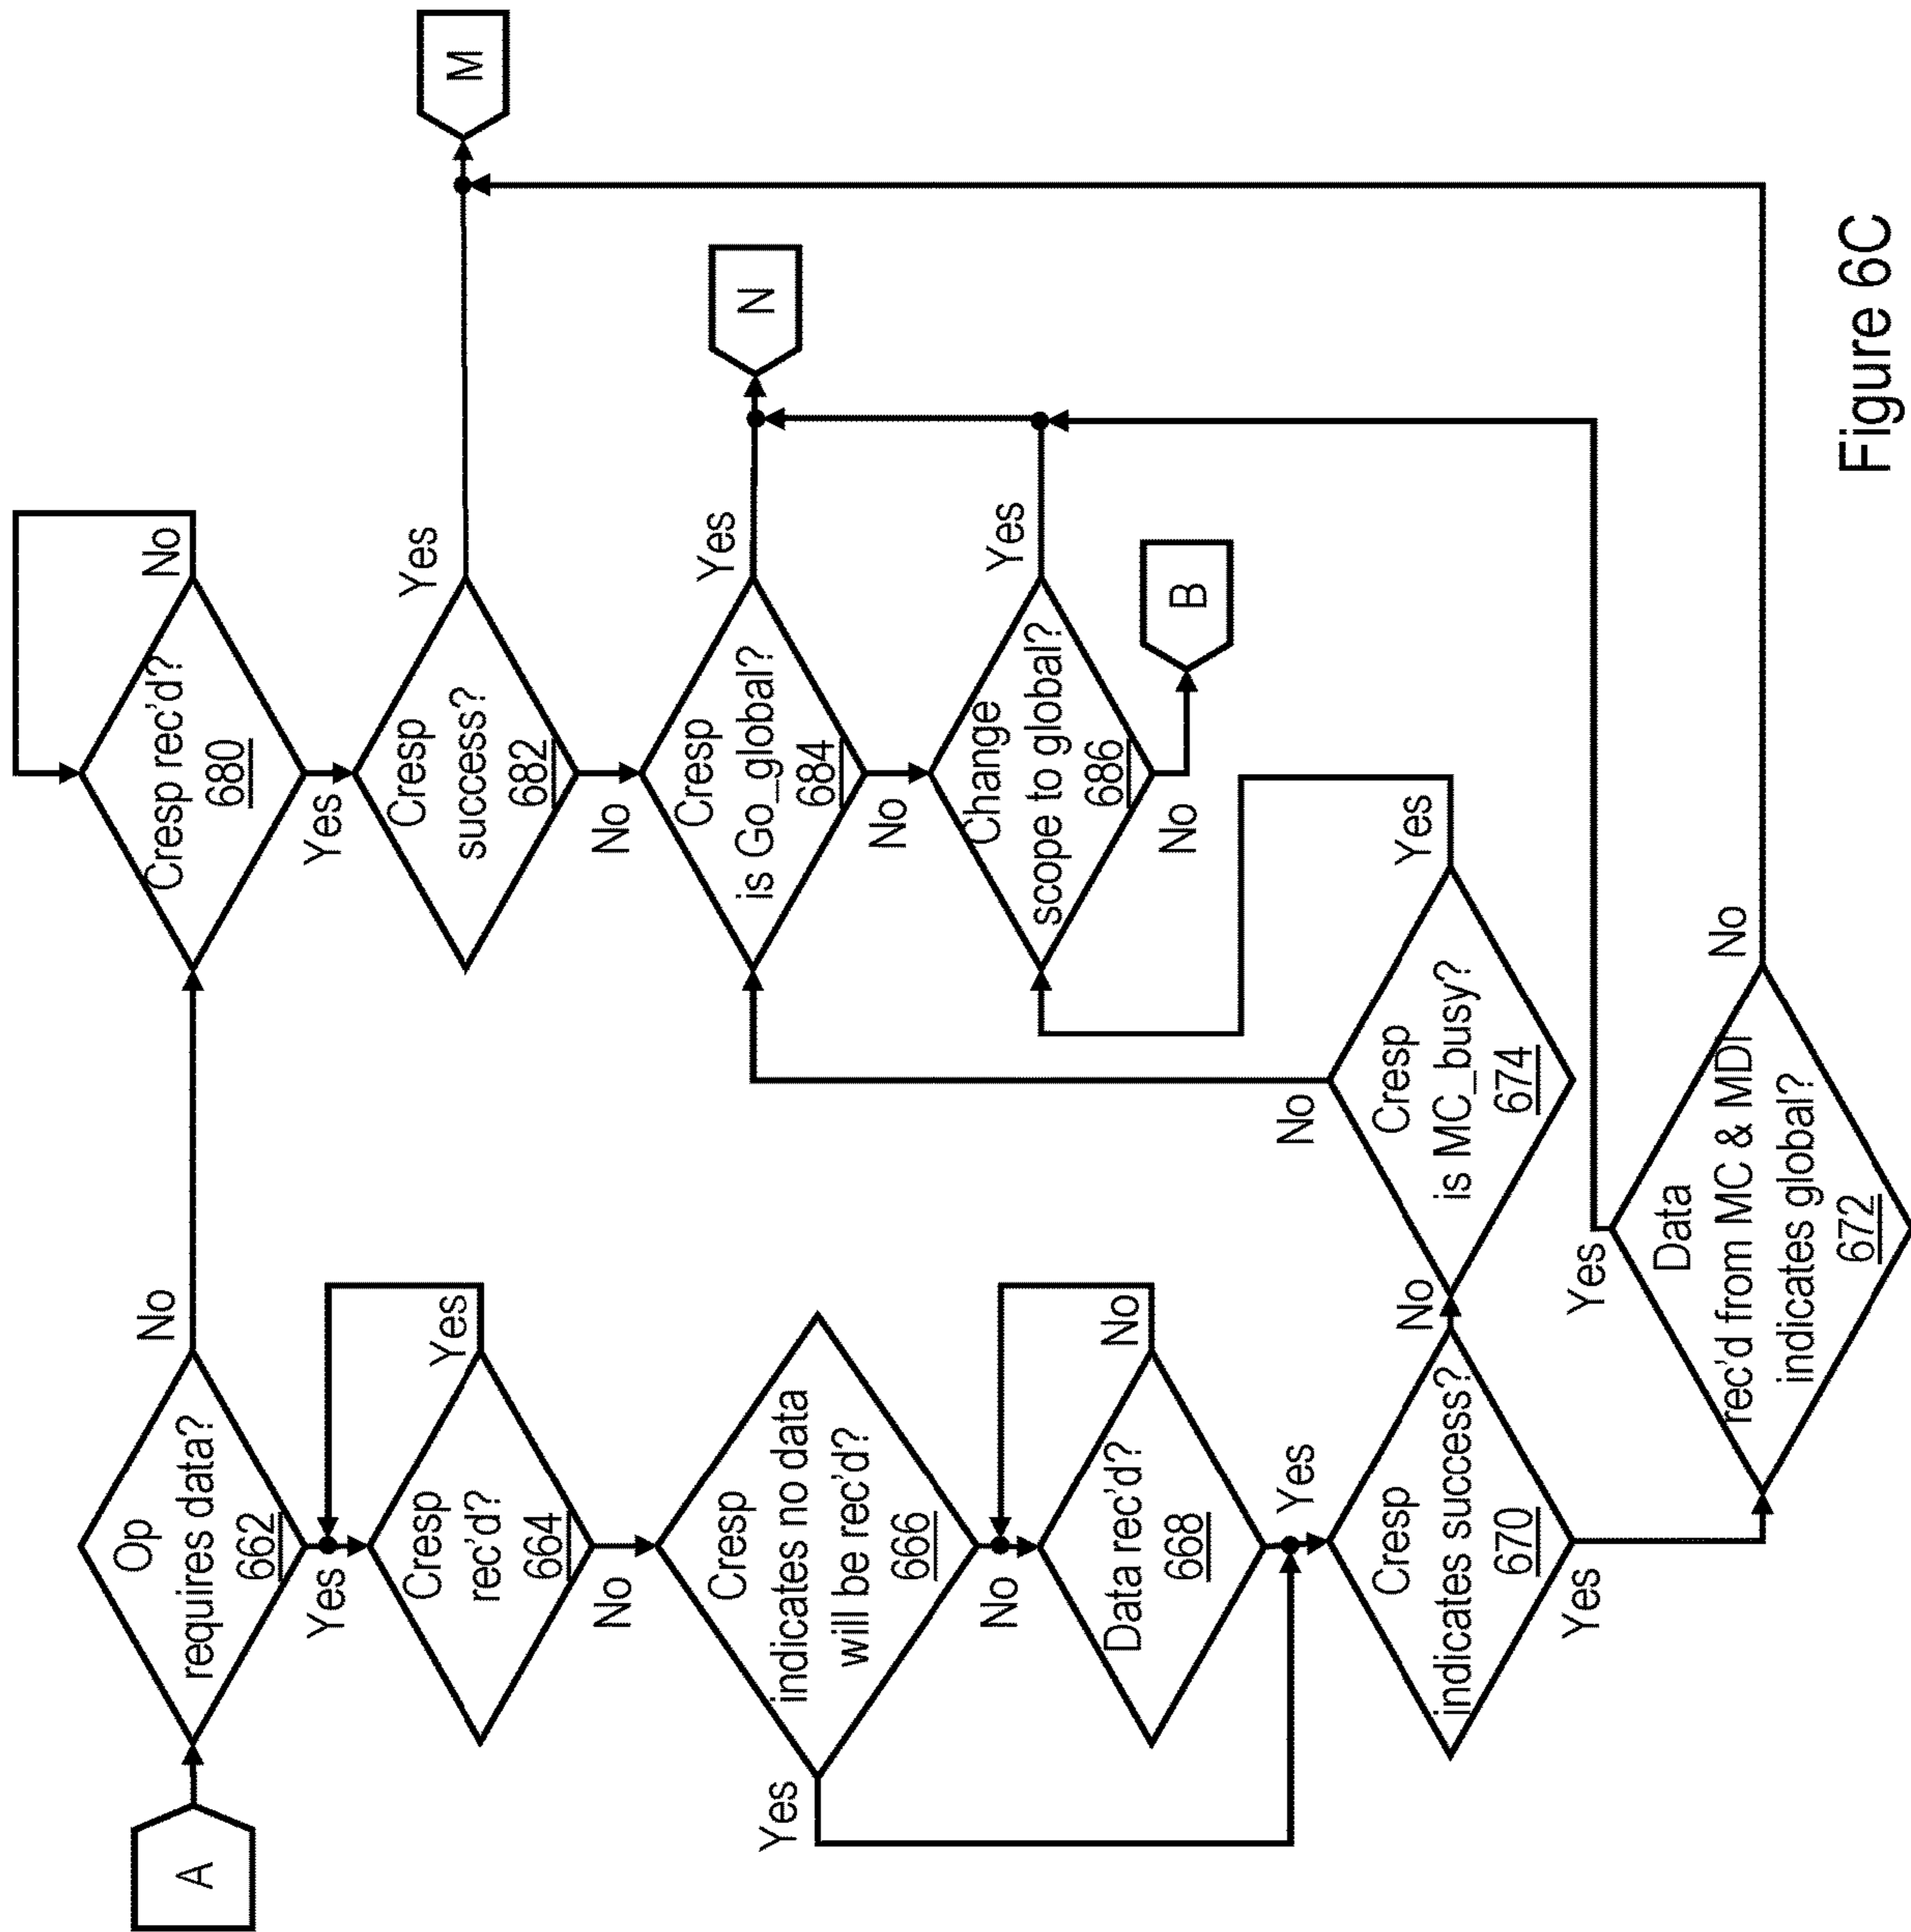 A
Op
requires data?
662
No
Yes
Cresp
rec'd?
664
Yes
No
Cresp
indicates no data
will be rec'd?
666
Yes
No
Data rec'd?
668
No
Yes
Cresp
indicates success?
670
No
Yes
Cresp
is MC_busy?
674
Yes
No
Data
rec'd from MC & MDI
indicates global?
672
Yes
No
Cresp rec'd?
680
No
Yes
Cresp
success?
682
Yes
No
Cresp
is Go_global?
684
Yes
No
Change
scope to global?
686
Yes
No
M
N
B
Figure 6C